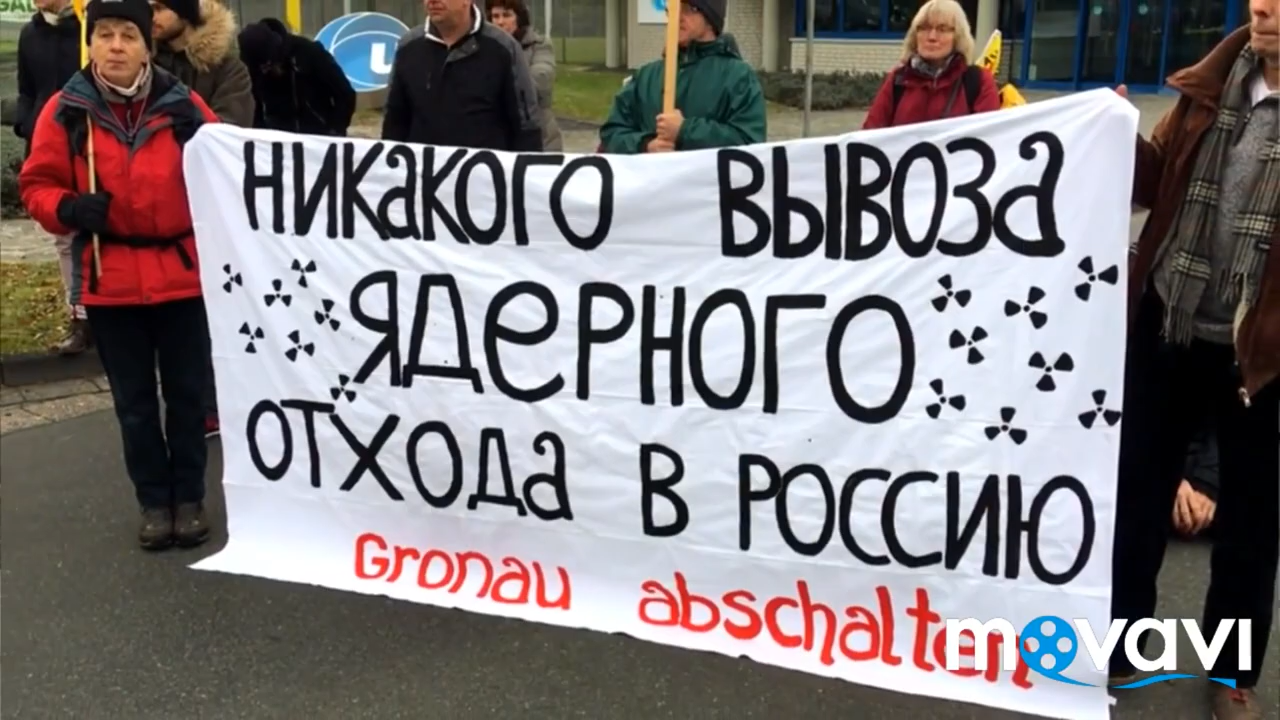 никакого вывоза
ядерного
отхода в россию
Gronau abschalten
movavi